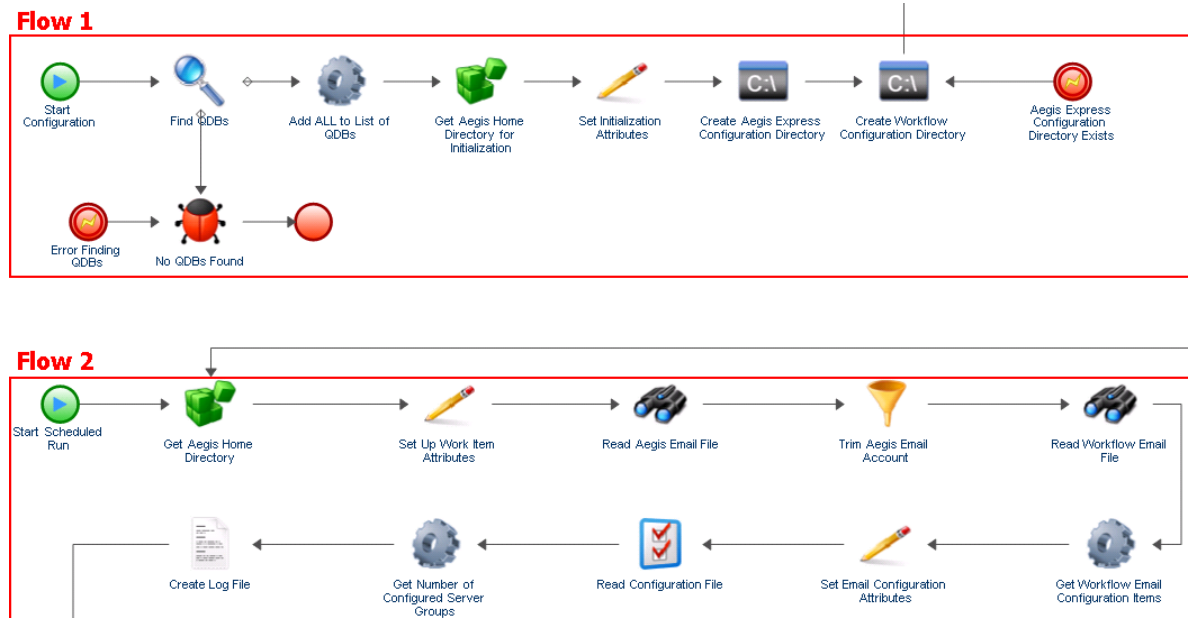 Flow 1
Start
Configuration
Find QDBs
Add ALL to List of
QDBs
Get Aegis Home
Directory for
Initialization
Set Initialization
Attributes
C:\
Create Aegis Express
Configuration Directory
C:\
Create Workflow
Configuration Directory
Aegis Express
Configuration
Directory Exists
Error Finding
QDBs
No QDBs Found
Flow 2
Start Scheduled
Run
Get Aegis Home
Directory
Set Up Work Item
Attributes
Read Aegis Email File
Trim Aegis Email
Account
Read Workflow Email
File
Create Log File
Get Number of
Configured Server
Groups
Read Configuration File
Set Email Configuration
Attributes
Get Workflow Email
Configuration Items